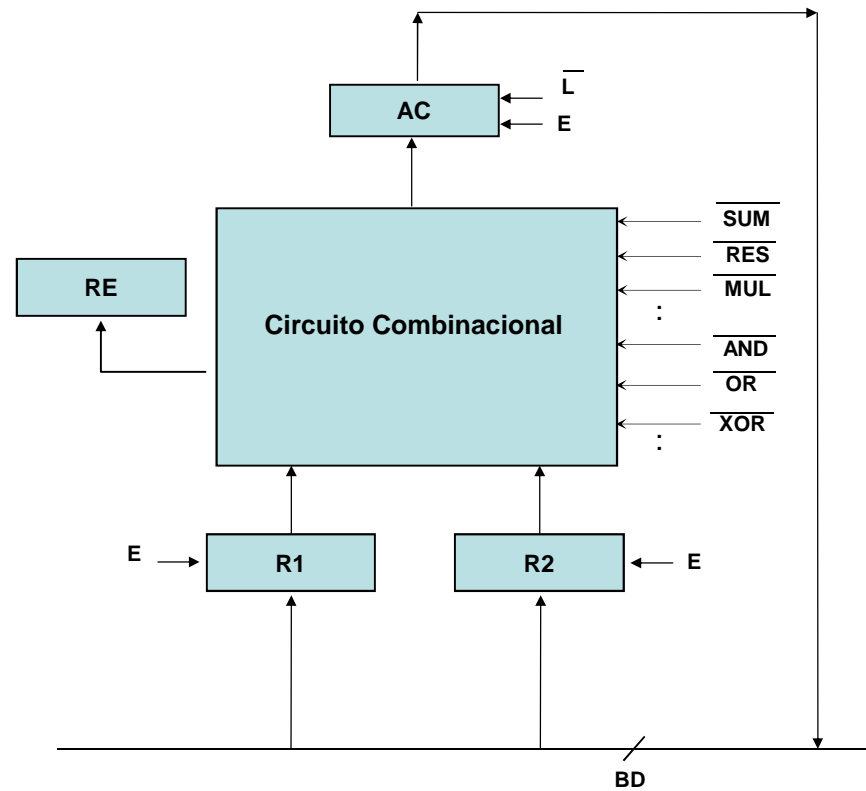 L
AC
E
SUM
RES
RE
MUL
:
Circuito Combinacional
AND
OR
XOR
:
E
R1
R2
E
BD